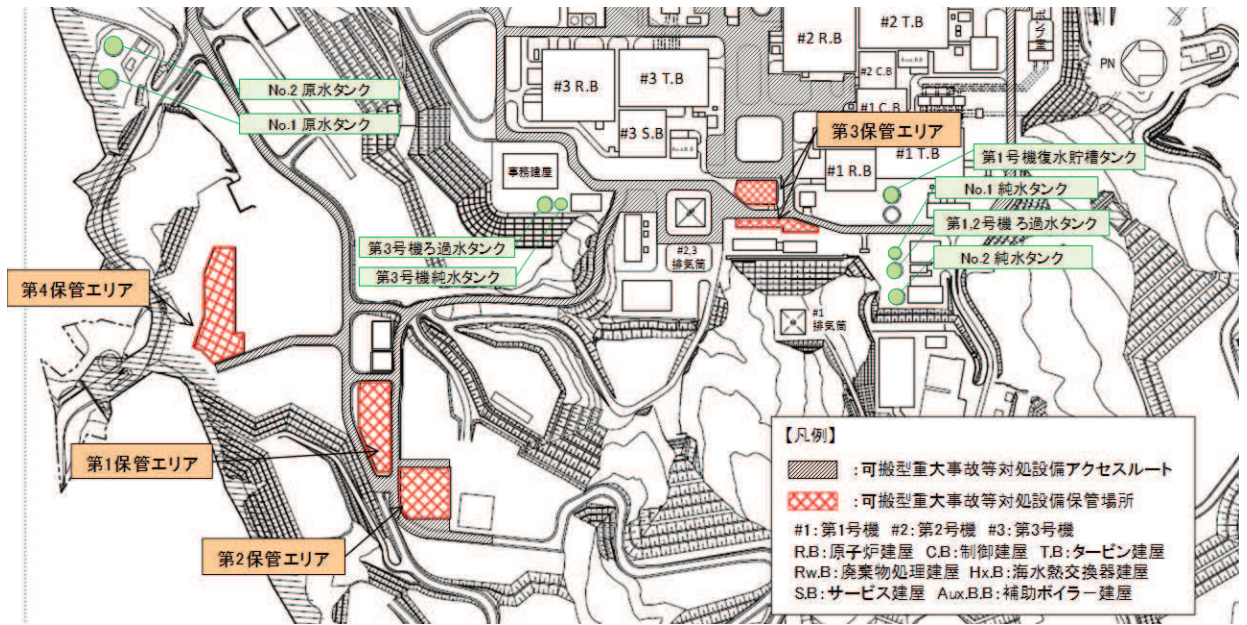 #2 R.B
#2 T.B
ポンプ室
PN
Aux.B.B
#2 C.B
#3 R.B
#3 T.B
No.2 原水タンク
#1 C.B
No.1 原水タンク
#3 S.B
第3保管エリア
Aux.B.B
#1 T.B
第1号機復水貯槽タンク
事務建屋
#1 R.B
No.1 純水タンク
第1,2号機ろ過水タンク
第3号機ろ過水タンク
#2,3
排気筒
No.2 純水タンク
第3号機純水タンク
第4保管エリア
#1
排気筒
【凡例】
第1保管エリア
:可搬型重大事故等対処設備アクセスルート
:可搬型重大事故等対処設備保管場所
#1:第1号機 #2:第2号機 #3:第3号機
第2保管エリア
R.B:原子炉建屋 C.B:制御建屋 T.B:タービン建屋
Rw.B:廃棄物処理建屋 Hx.B:海水熱交換器建屋
S.B:サービス建屋 Aux.B.B:補助ボイラー建屋